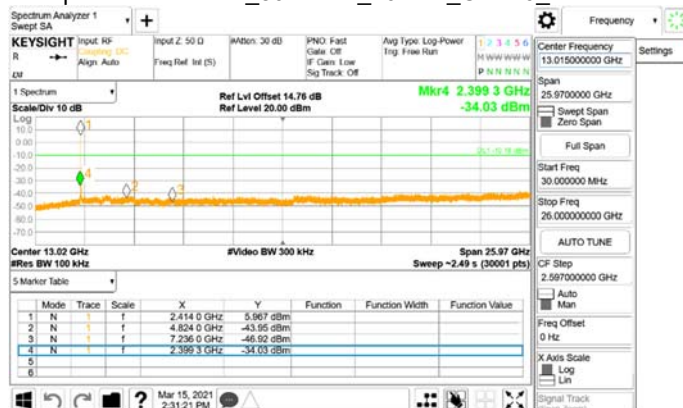 Spectrum Analyzer 1
Swept SA
+
Frequency
Settings
KEYSIGHT
R
Input: RF
Coupling: DC
Align: Auto
Input Z: 50 Ω
Freq Ref: Int (S)
#Atten: 30 dB
PNO: Fast
Gate: Off
IF Gain: Low
Sig Track: Off
Avg Type: Log-Power
Trig: Free Run
1 2 3 4 5 6
M W W W W W
P N N N N N
1 Spectrum
Scale/Div 10 dB
Ref Lvl Offset 14.76 dB
Ref Level 20.00 dBm
Mkr4 2.399 3 GHz
-34.03 dBm
Log
10.0
0.00
-10.0
-20.0
-30.0
-40.0
-50.0
-60.0
-70.0
1
4
2
3
Center 13.02 GHz
#Res BW 100 kHz
#Video BW 300 kHz
Span 25.97 GHz
Sweep ~2.49 s (30001 pts)
5 Marker Table
Mode Trace Scale X Y Function Function Width Function Value
1 N 1 f 2.414 0 GHz 5.967 dBm
2 N 1 f 4.824 0 GHz -43.95 dBm
3 N 1 f 7.236 0 GHz -46.92 dBm
4 N 1 f 2.399 3 GHz -34.03 dBm
5
6
Center Frequency
13.015000000 GHz
Span
25.9700000 GHz
Swept Span
Zero Span
Full Span
Start Freq
30.000000 MHz
Stop Freq
26.000000000 GHz
AUTO TUNE
CF Step
2.597000000 GHz
Auto
Man
Freq Offset
0 Hz
X Axis Scale
Log
Lin
Signal Track
?
Mar 15, 2021
2:31:21 PM